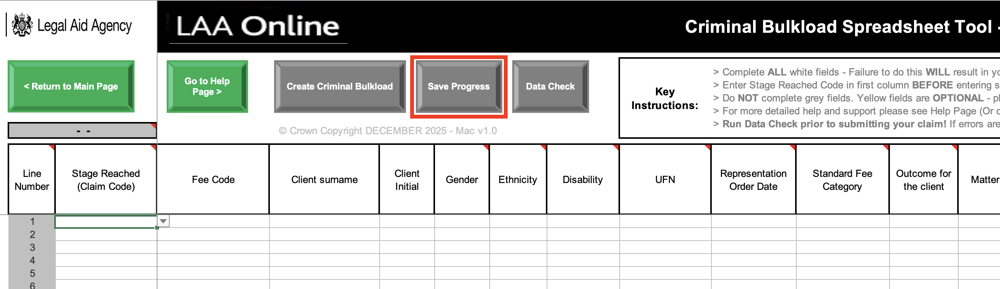 Legal Aid Agency
LAA Online
Criminal Bulkload Spreadsheet Tool -
< Return to Main Page
Go to Help
Page >
Create Criminal Bulkload
Save Progress
Data Check
Key
Instructions:
> Complete ALL white fields - Failure to do this WILL result in yo
> Enter Stage Reached Code in first column BEFORE entering s
> Do NOT complete grey fields. Yellow fields are OPTIONAL - pl
> For more detailed help and support please see Help Page (Or c
> Run Data Check prior to submitting your claim! If errors are
© Crown Copyright DECEMBER 2025 - Mac v1.0
- -
Line
Number
Stage Reached
(Claim Code)
Fee Code
Client surname
Client
Initial
Gender
Ethnicity
Disability
UFN
Representation
Order Date
Standard Fee
Category
Outcome for
the client
Matter
1
2
3
4
5
6